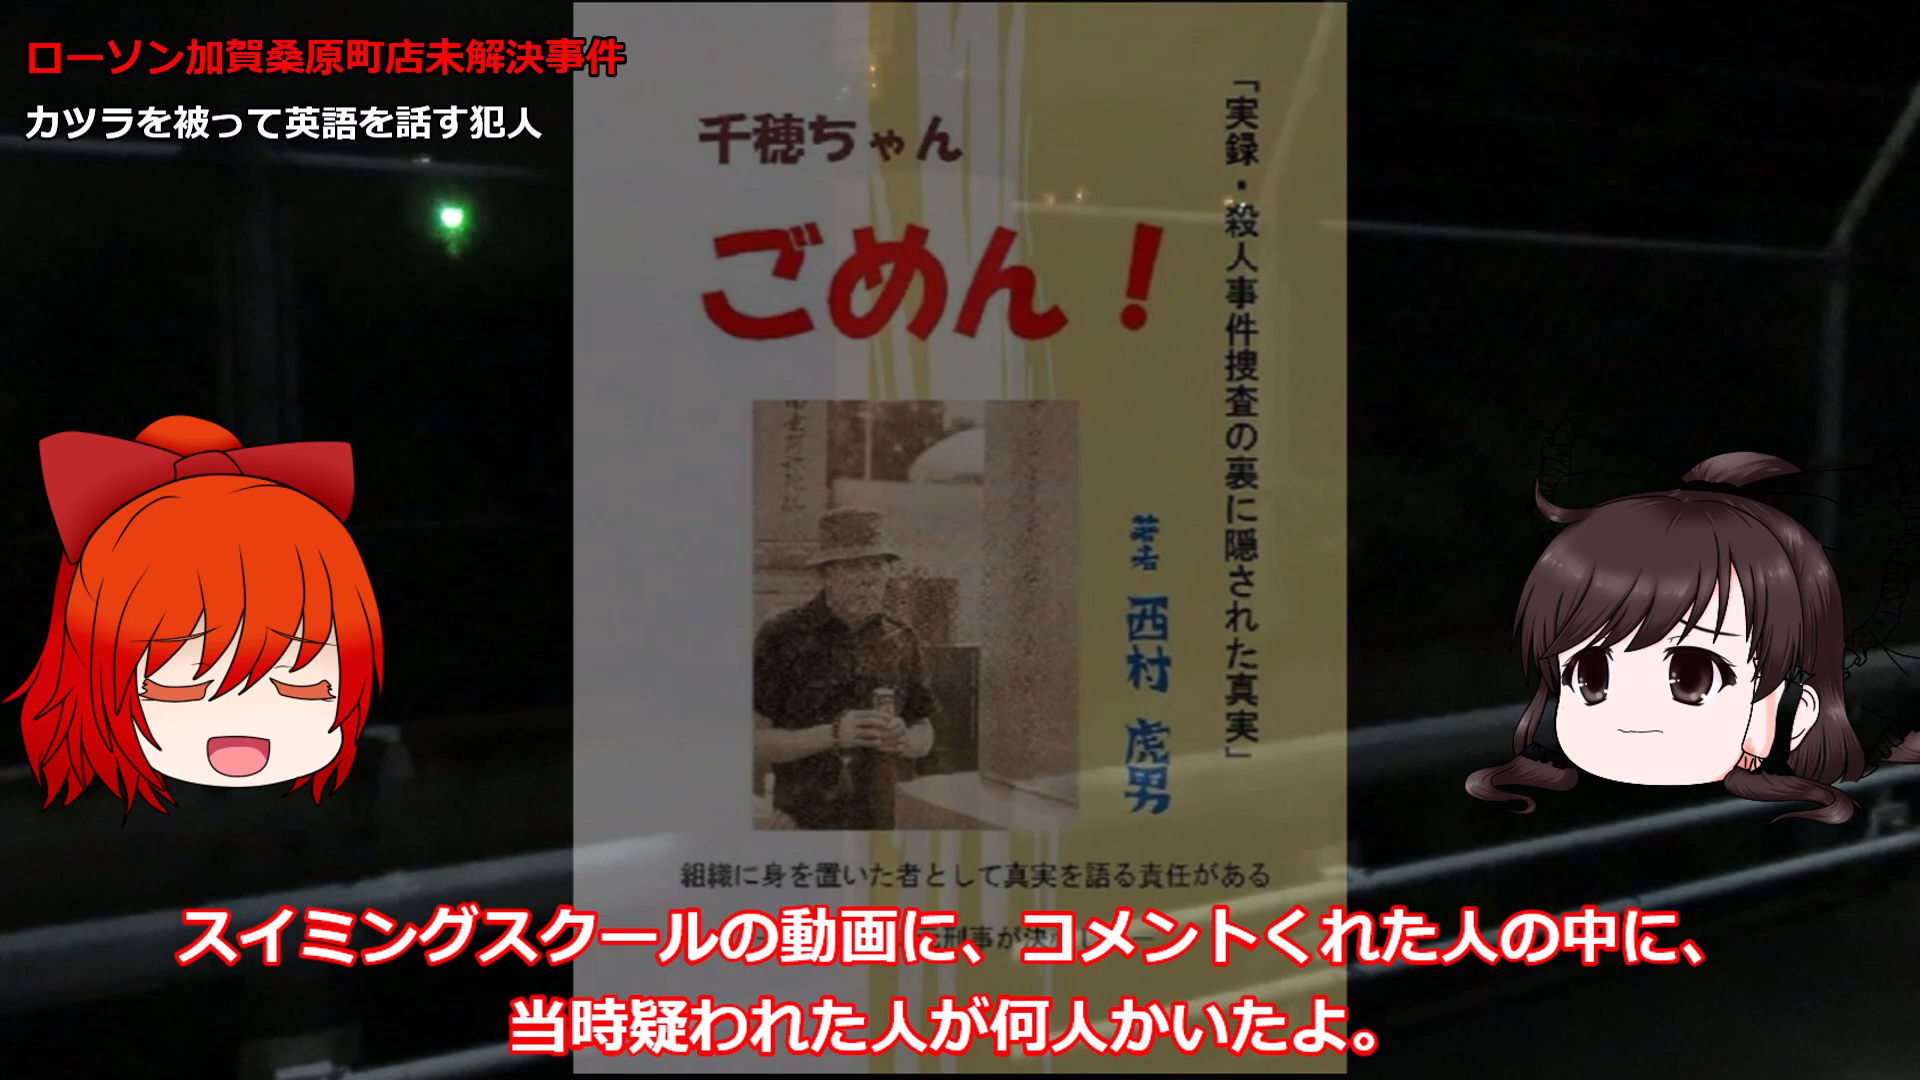 ローソン加賀桑原町店未解決事件
カツラを被って英語を話す犯人
「実録・殺人事件捜査の裏に隠された真実」
千穂ちゃん
ごめん！
著者 西村 虎男
組織に身を置いた者として真実を語る責任がある
スイミングスクールの動画に、コメントくれた人の中に、
当時疑われた人が何人かいたよ。